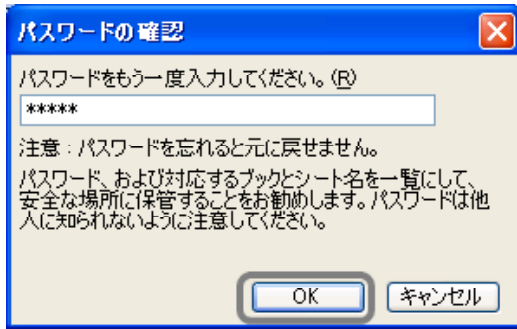 パスワードの確認
パスワードをもう一度入力してください。(R)
*****
注意：パスワードを忘れると元に戻せません。
パスワード、および対応するブックとシート名を一覧にして、
安全な場所に保管することをお勧めします。パスワードは他
人に知られないように注意してください。
OK キャンセル